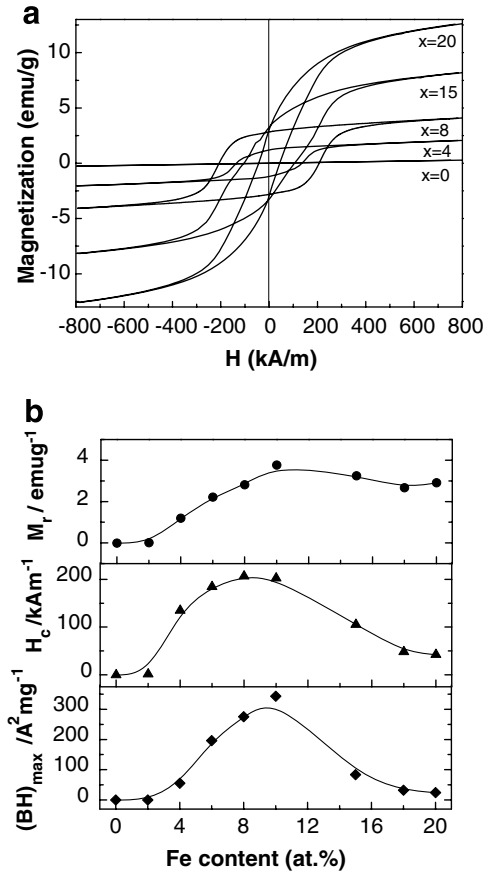 a
10
5
0
-5
-10
Magnetization (emu/g)
x=20
x=15
x=8
x=4
x=0
-800 -600 -400 -200 0 200 400 600 800
H (kA/m)
b
4
2
0
Mr / emug-1
200
100
0
Hc/kAm-1
300
200
100
0
(BH)max /A2mg-1
0 4 8 12 16 20
Fe content (at.%)